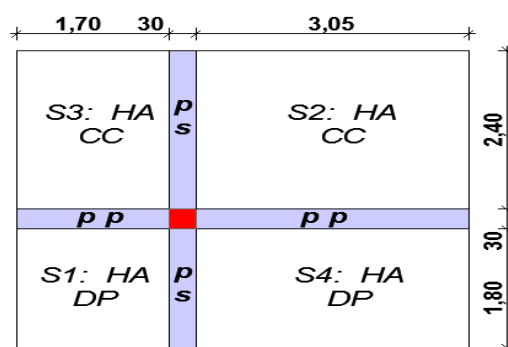 1,70 30 3,05
S3: HA
CC
p
s
S2: HA
CC
2,40
p p
p p
30
S1: HA
DP
p
s
S4: HA
DP
1,80